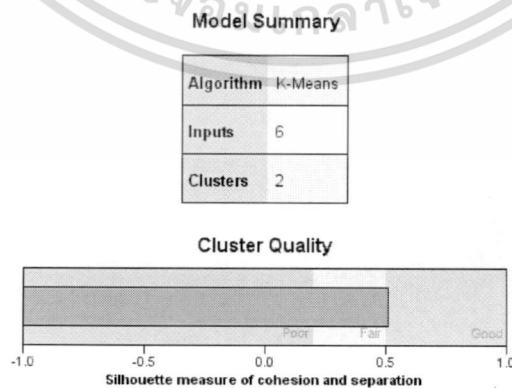 Model Summary
Algorithm K-Means
Inputs 6
Clusters 2
Cluster Quality
Poor Fair Good
-1.0 -0.5 0.0 0.5 1.0
Silhouette measure of cohesion and separation